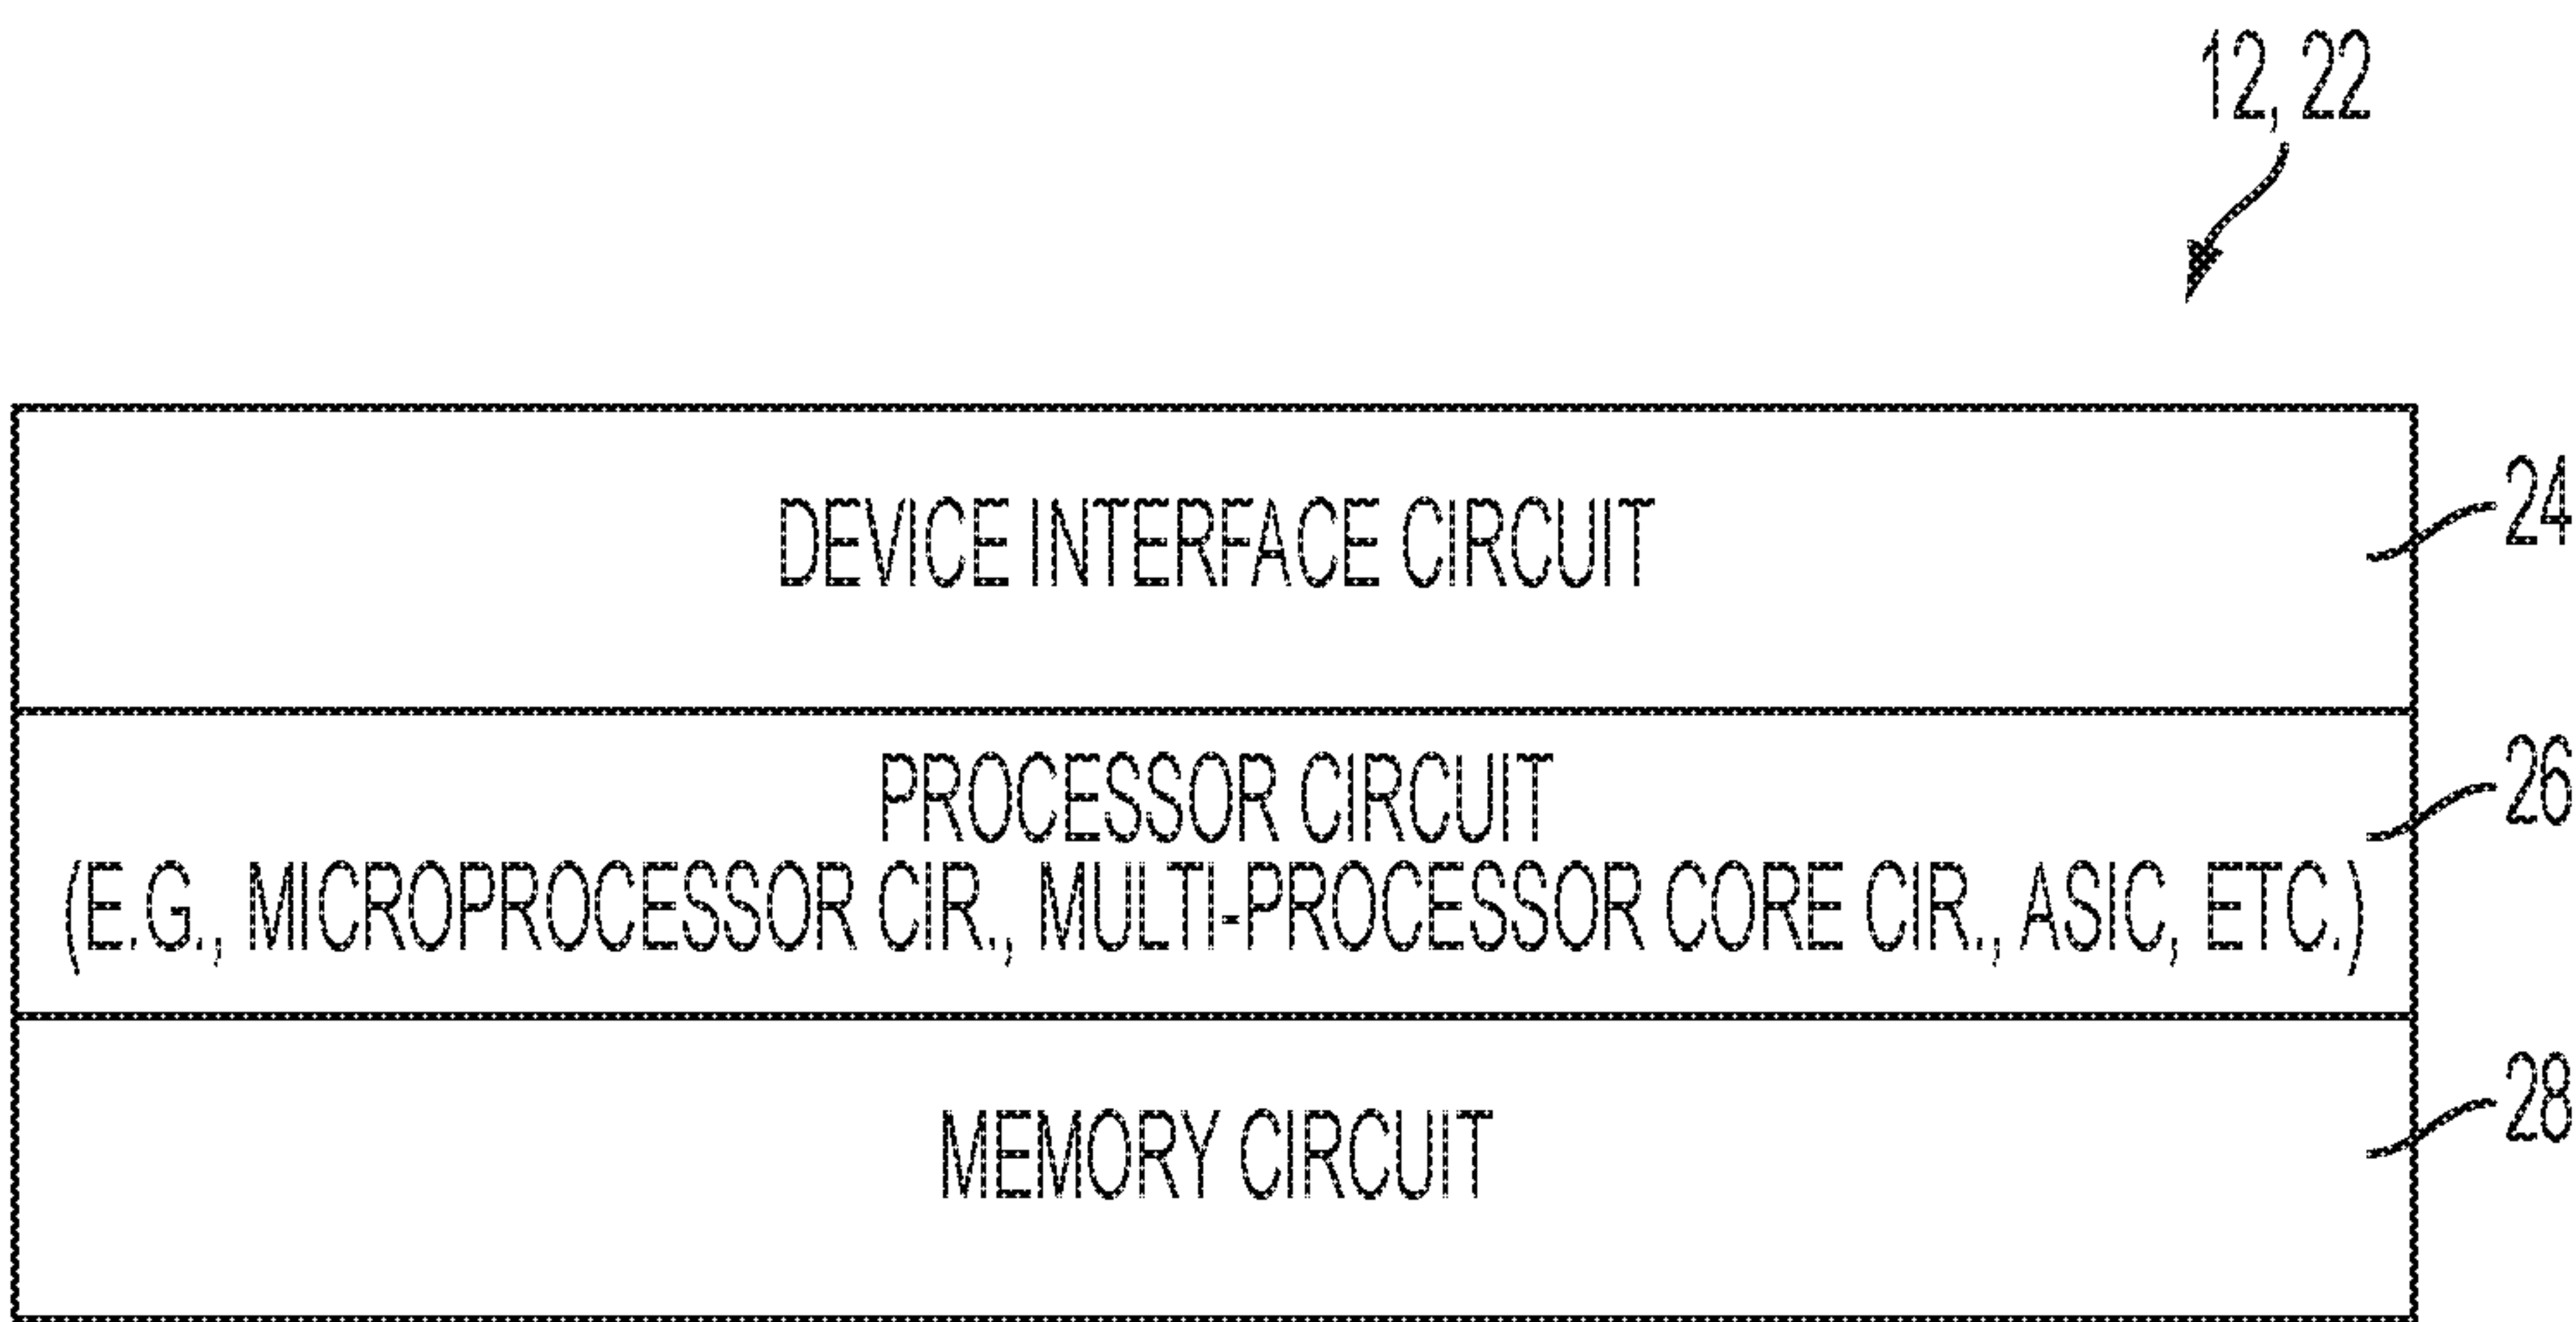 12, 22
DEVICE INTERFACE CIRCUIT
24
PROCESSOR CIRCUIT
(E.G., MICROPROCESSOR CIR., MULTI-PROCESSOR CORE CIR., ASIC, ETC.)
26
MEMORY CIRCUIT
28